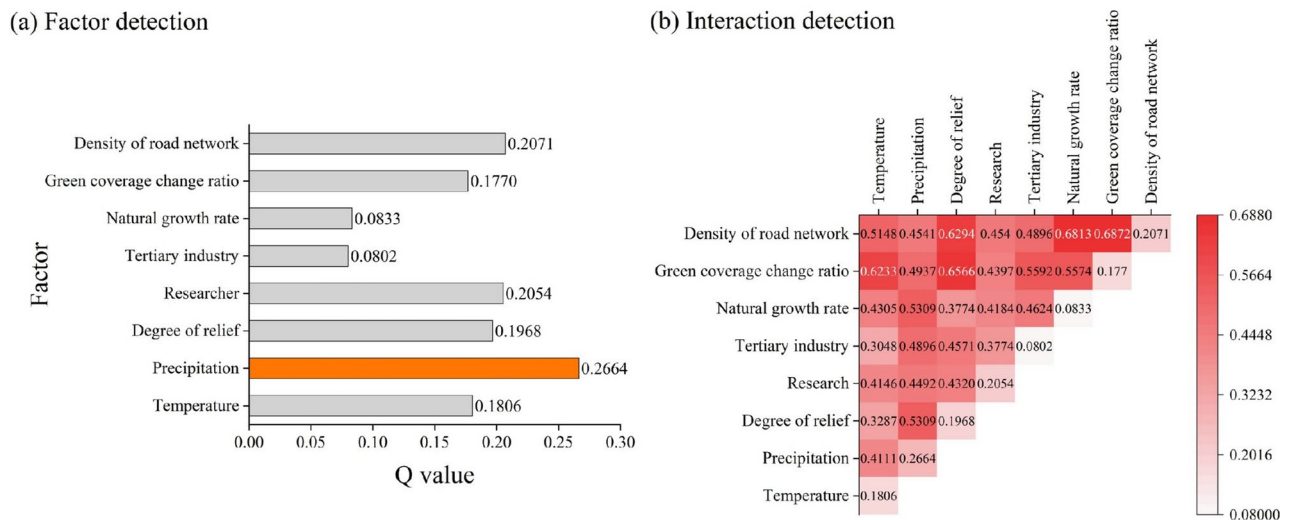 (a) Factor detection
Factor
Density of road network 0.2071
Green coverage change ratio 0.1770
Natural growth rate 0.0833
Tertiary industry 0.0802
Researcher 0.2054
Degree of relief 0.1968
Precipitation 0.2664
Temperature 0.1806
0.00 0.05 0.10 0.15 0.20 0.25 0.30
Q value
(b) Interaction detection
Temperature
Precipitation
Degree of relief
Research
Tertiary industry
Natural growth rate
Green coverage change ratio
Density of road network
Density of road network 0.5148 0.4541 0.6294 0.454 0.4896 0.6813 0.6872 0.2071
Green coverage change ratio 0.6233 0.4937 0.6566 0.4397 0.5592 0.5574 0.177
Natural growth rate 0.4305 0.5309 0.3774 0.4184 0.4624 0.0833
Tertiary industry 0.3048 0.4896 0.4571 0.3774 0.0802
Research 0.4146 0.4492 0.4320 0.2054
Degree of relief 0.3287 0.5309 0.1968
Precipitation 0.4111 0.2664
Temperature 0.1806
0.6880
0.5664
0.4448
0.3232
0.2016
0.08000